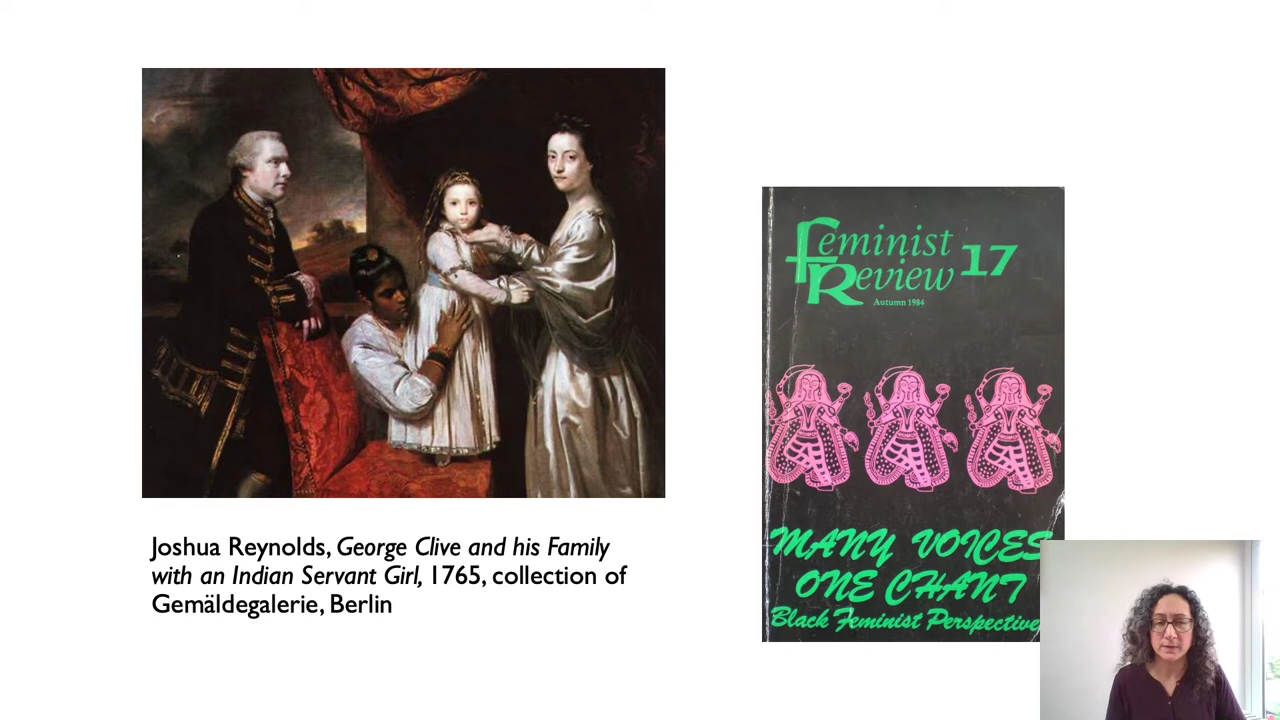 Feminist
Review 17
Autumn 1984
MANY VOICES
ONE CHANT
Black Feminist Perspective
Joshua Reynolds, George Clive and his Family
with an Indian Servant Girl, 1765, collection of
Gemäldegalerie, Berlin